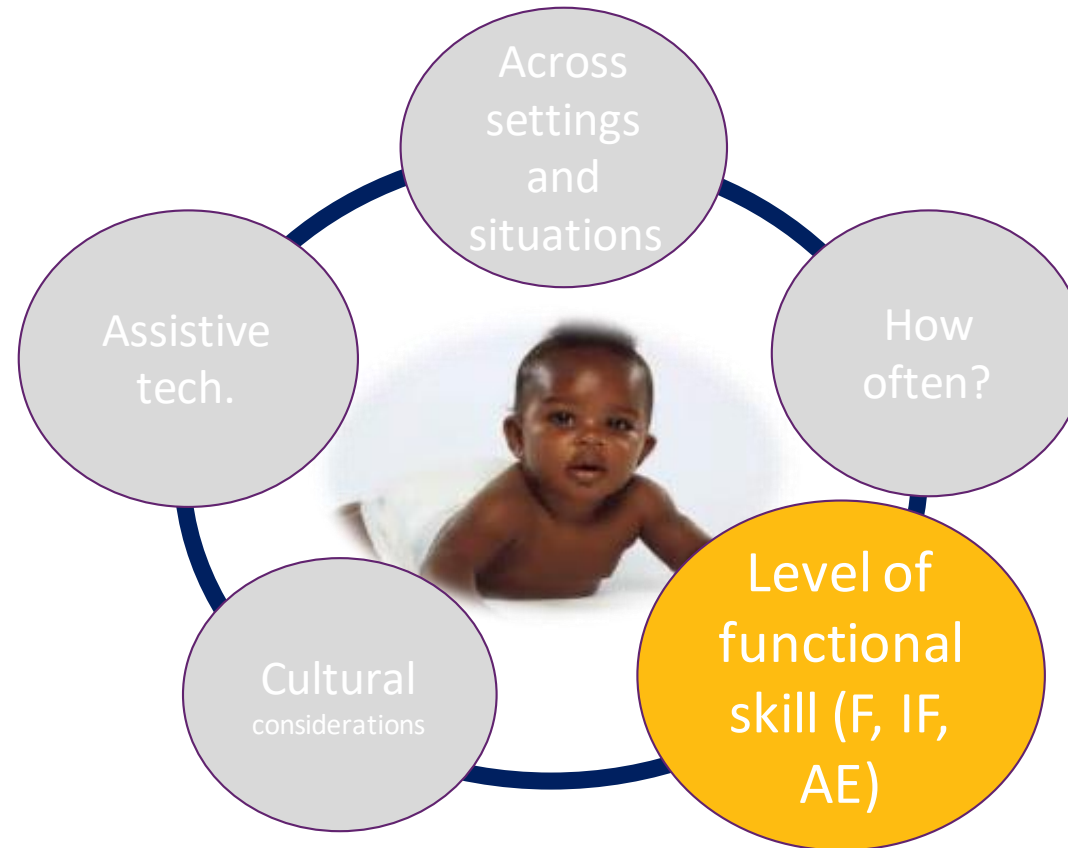 Across
settings
and
situations
How
often?
Level of
functional
skill (F, IF,
AE)
Cultural
considerations
Assistive
tech.